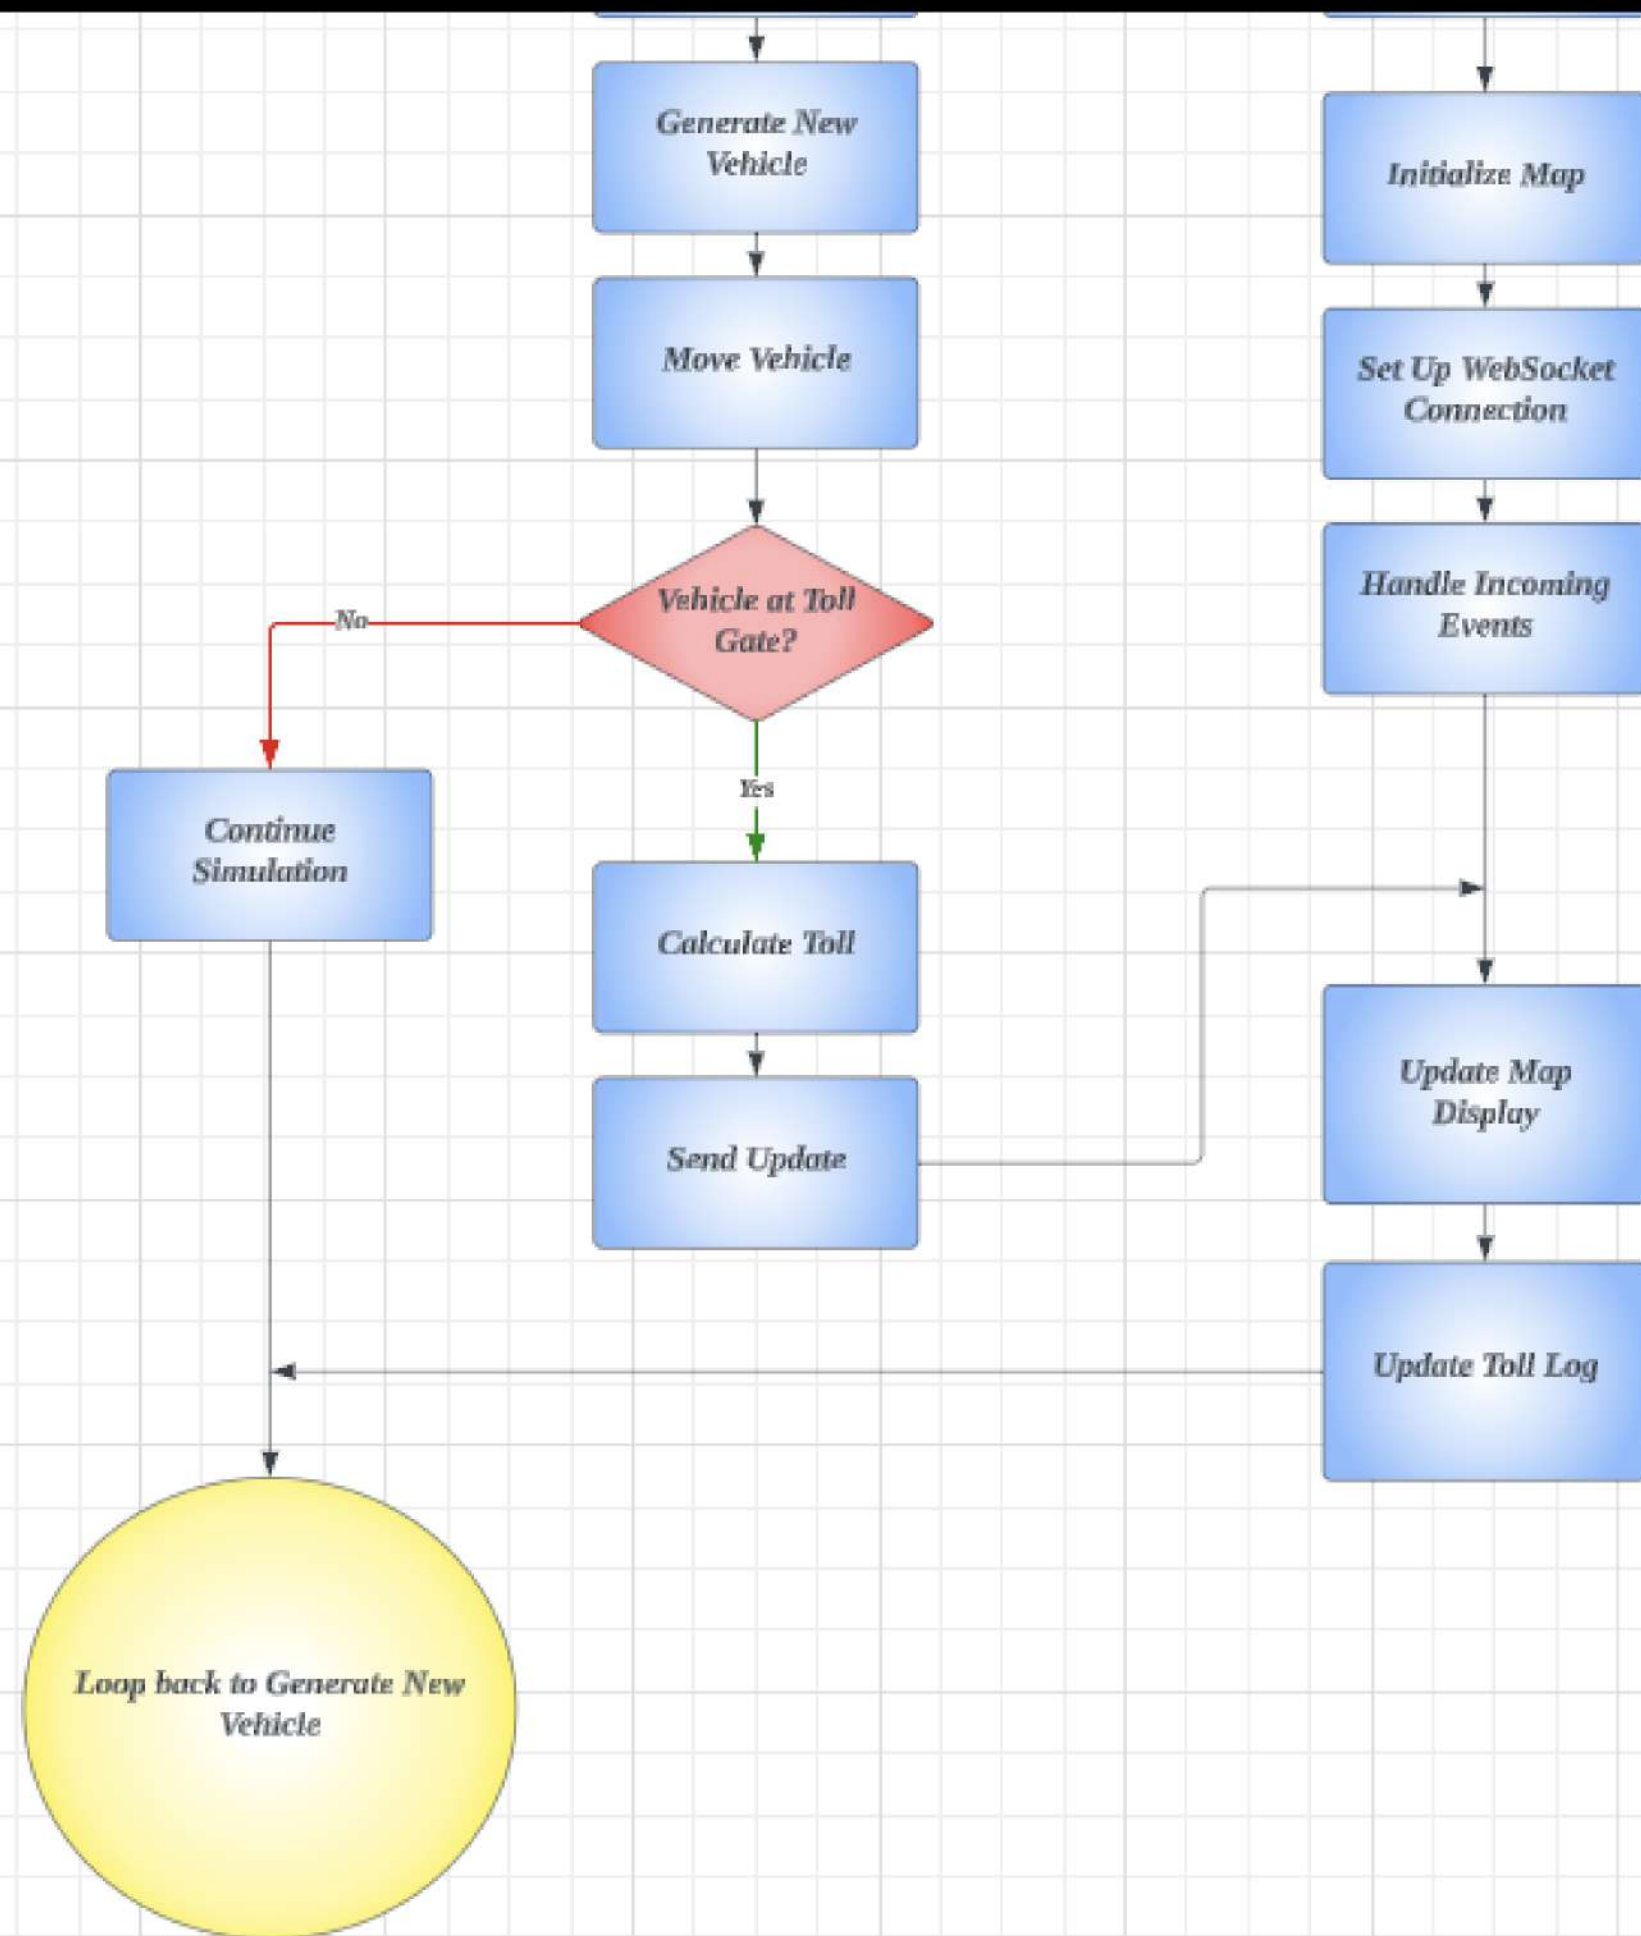 Generate New
Vehicle
Initialize Map
Move Vehicle
Set Up WebSocket
Connection
Vehicle at Toll
Gate?
No
Handle Incoming
Events
Yes
Continue
Simulation
Calculate Toll
Update Map
Display
Send Update
Update Toll Log
Loop back to Generate New
Vehicle